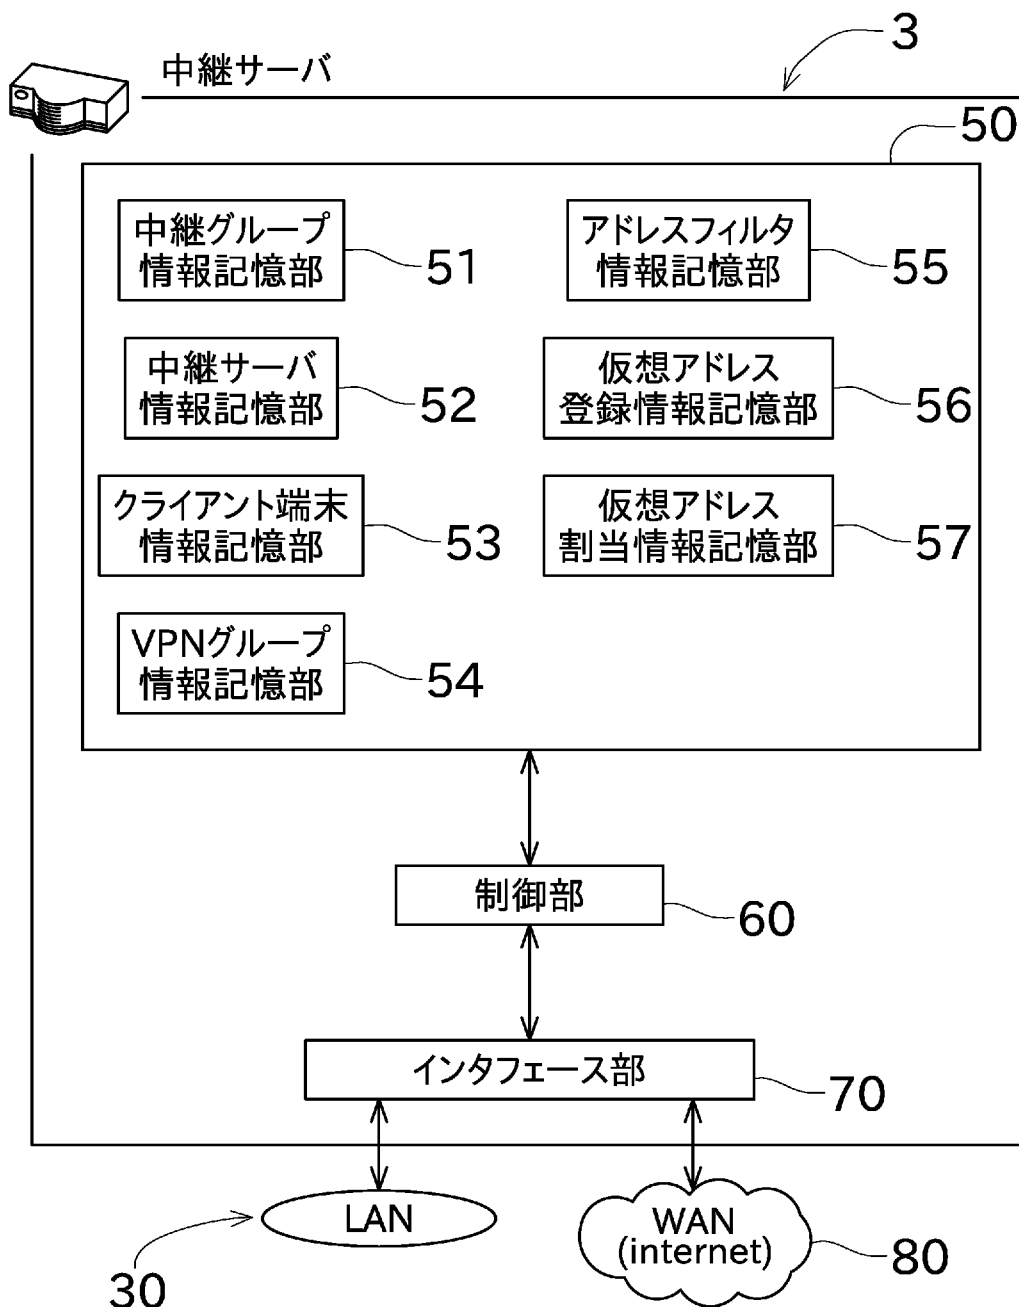 中継サーバ
3
50
中継グループ
情報記憶部
51
アドレスフィルタ
情報記憶部
55
中継サーバ
情報記憶部
52
仮想アドレス
登録情報記憶部
56
クライアント端末
情報記憶部
53
仮想アドレス
割当情報記憶部
57
VPNグループ
情報記憶部
54
制御部
60
インタフェース部
70
LAN
30
WAN
(internet)
80